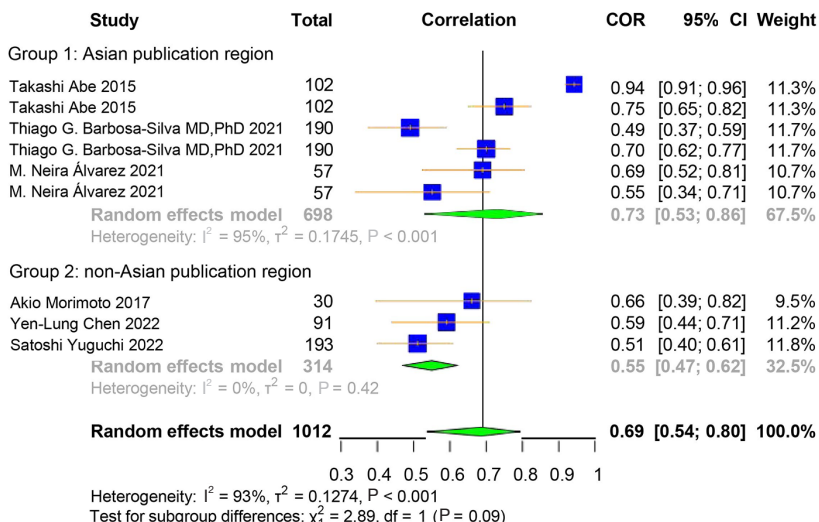 Study Total Correlation COR 95% CI Weight
Group 1: Asian publication region
Takashi Abe 2015 102 0.94 [0.91; 0.96] 11.3%
Takashi Abe 2015 102 0.75 [0.65; 0.82] 11.3%
Thiago G. Barbosa-Silva MD,PhD 2021 190 0.49 [0.37; 0.59] 11.7%
Thiago G. Barbosa-Silva MD,PhD 2021 190 0.70 [0.62; 0.77] 11.7%
M. Neira Álvarez 2021 57 0.69 [0.52; 0.81] 10.7%
M. Neira Álvarez 2021 57 0.55 [0.34; 0.71] 10.7%
Random effects model 698 0.73 [0.53; 0.86] 67.5%
Heterogeneity: I² = 95%, τ² = 0.1745, P < 0.001
Group 2: non-Asian publication region
Akio Morimoto 2017 30 0.66 [0.39; 0.82] 9.5%
Yen-Lung Chen 2022 91 0.59 [0.44; 0.71] 11.2%
Satoshi Yuguchi 2022 193 0.51 [0.40; 0.61] 11.8%
Random effects model 314 0.55 [0.47; 0.62] 32.5%
Heterogeneity: I² = 0%, τ² = 0, P = 0.42
Random effects model 1012 0.69 [0.54; 0.80] 100.0%
0.3 0.4 0.5 0.6 0.7 0.8 0.9 1
Heterogeneity: I² = 93%, τ² = 0.1274, P < 0.001
Test for subgroup differences: χ²₁ = 2.89, df = 1 (P = 0.09)